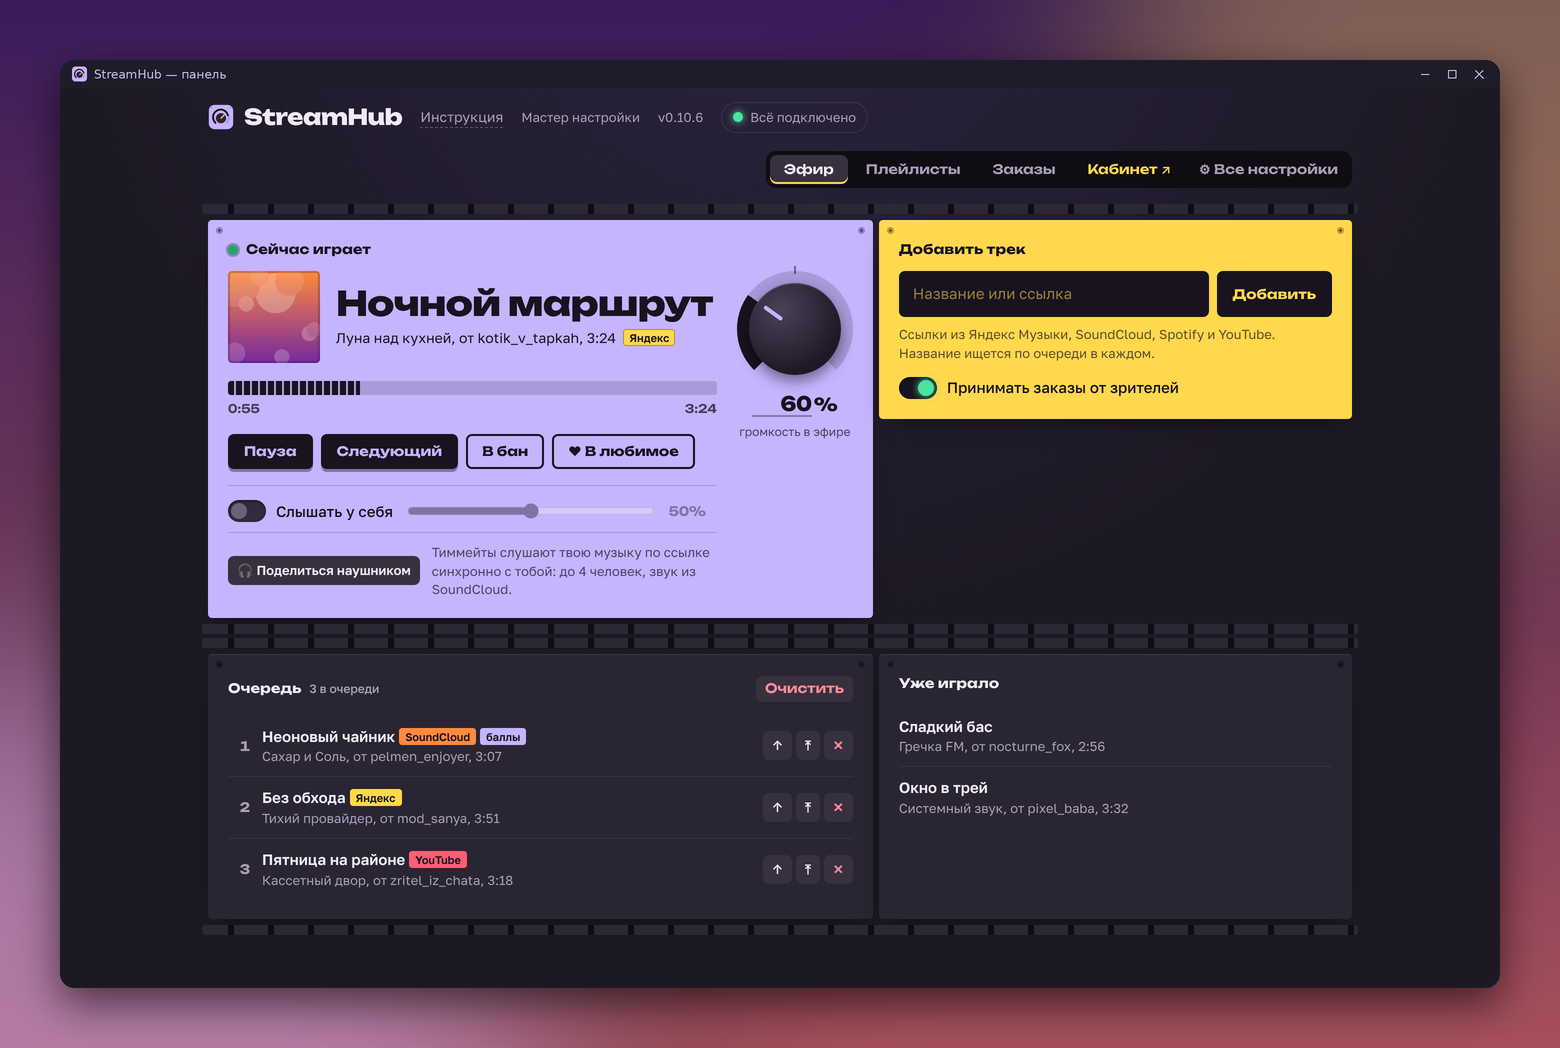 StreamHub — панель
StreamHub
Инструкция
Мастер настройки
v0.10.6
Всё подключено
Эфир
Плейлисты
Заказы
Кабинет ↗
⚙ Все настройки
Сейчас играет
Ночной маршрут
Луна над кухней, от kotik_v_tapkah, 3:24 Яндекс
0:55
3:24
60%
громкость в эфире
Пауза
Следующий
В бан
♥ В любимое
Слышать у себя
50%
🎧 Поделиться наушником
Тиммейты слушают твою музыку по ссылке
синхронно с тобой: до 4 человек, звук из
SoundCloud.
Добавить трек
Название или ссылка
Добавить
Ссылки из Яндекс Музыки, SoundCloud, Spotify и YouTube.
Название ищется по очереди в каждом.
Принимать заказы от зрителей
Очередь 3 в очереди
Очистить
1
Неоновый чайник SoundCloud баллы
Сахар и Соль, от pelmen_enjoyer, 3:07
2
Без обхода Яндекс
Тихий провайдер, от mod_sanya, 3:51
3
Пятница на районе YouTube
Кассетный двор, от zritel_iz_chata, 3:18
Уже играло
Сладкий бас
Гречка FM, от nocturne_fox, 2:56
Окно в трей
Системный звук, от pixel_baba, 3:32